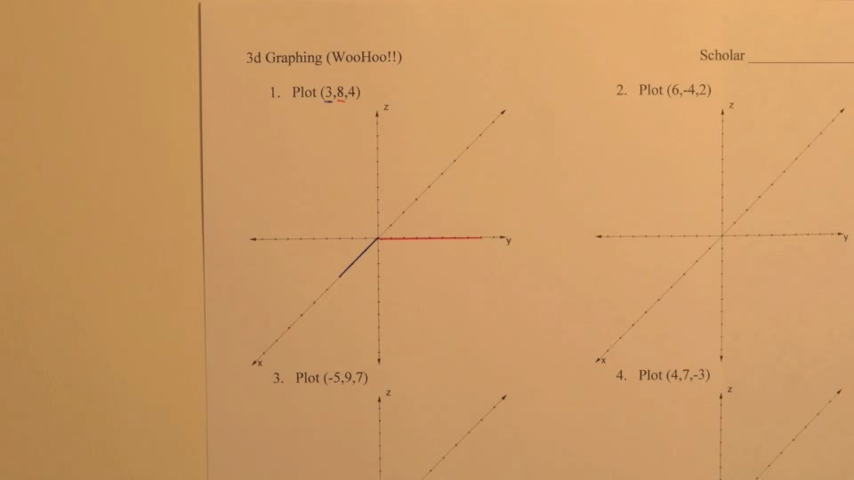 3d Graphing (WooHoo!!)
Scholar
1. Plot (3,8,4)
2. Plot (6,-4,2)
z
z
y
y
x
x
3. Plot (-5,9,7)
4. Plot (4,7,-3)
z
z